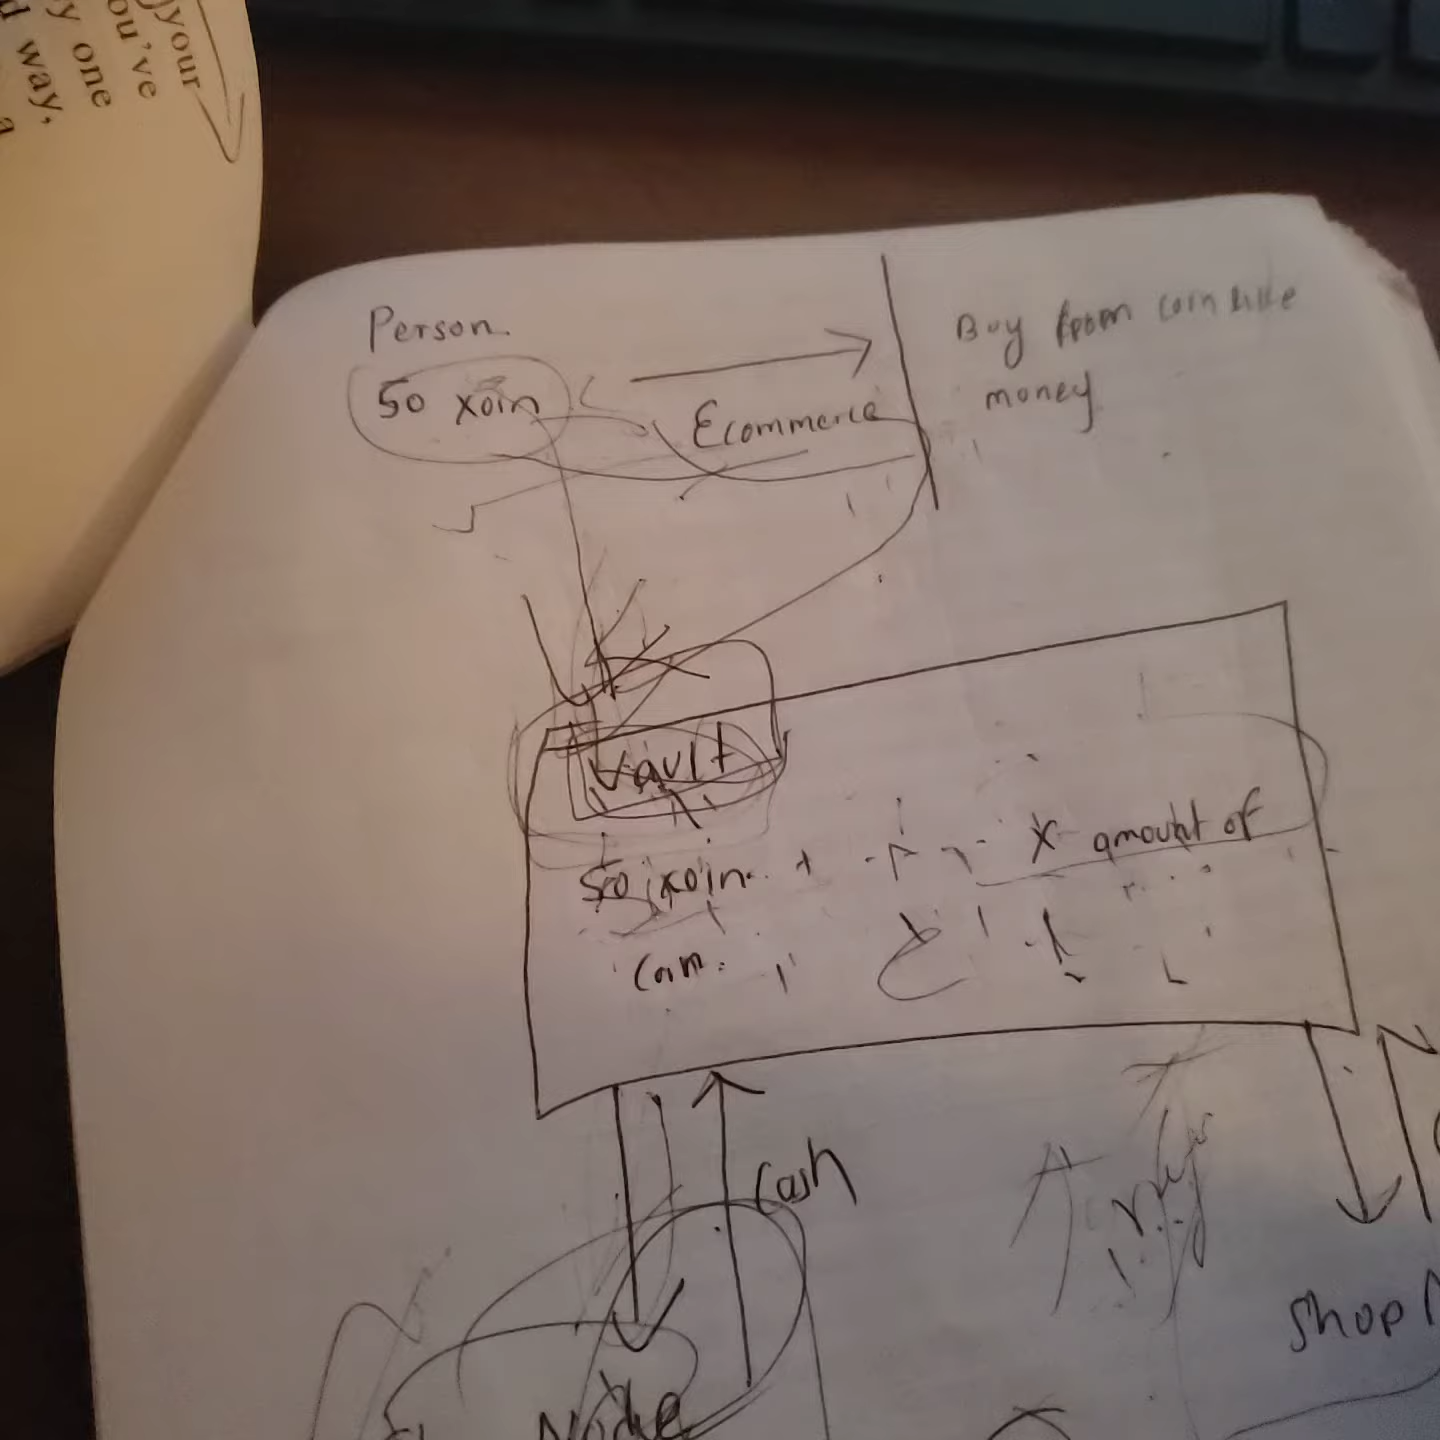 your
ou've
y one
d way,
a
Person
50 xoin
Ecommerce
Buy from coin like
money
Vault
50 xoin + X amount of
Coin.
Cash
Shop
Node